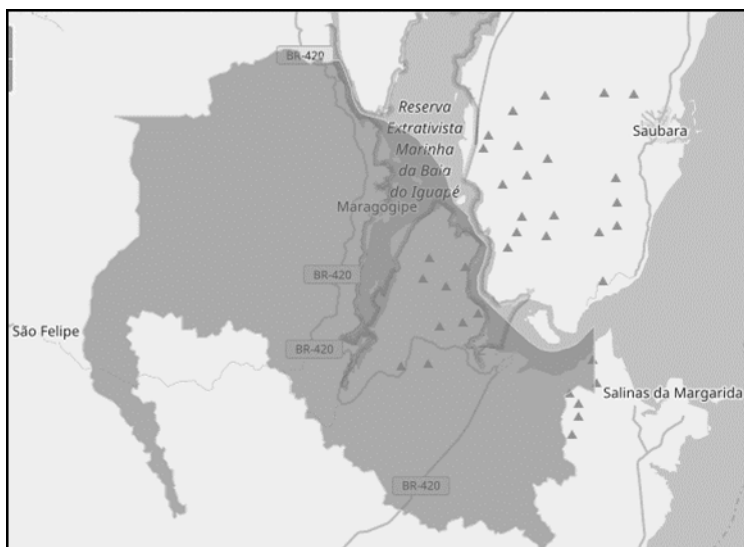 BR-420
Reserva
Extrativista
Marinha
da Baia
do Iguapé
Saubara
Maragogipe
BR-420
São Felipe
BR-420
Salinas da Margarida
BR-420